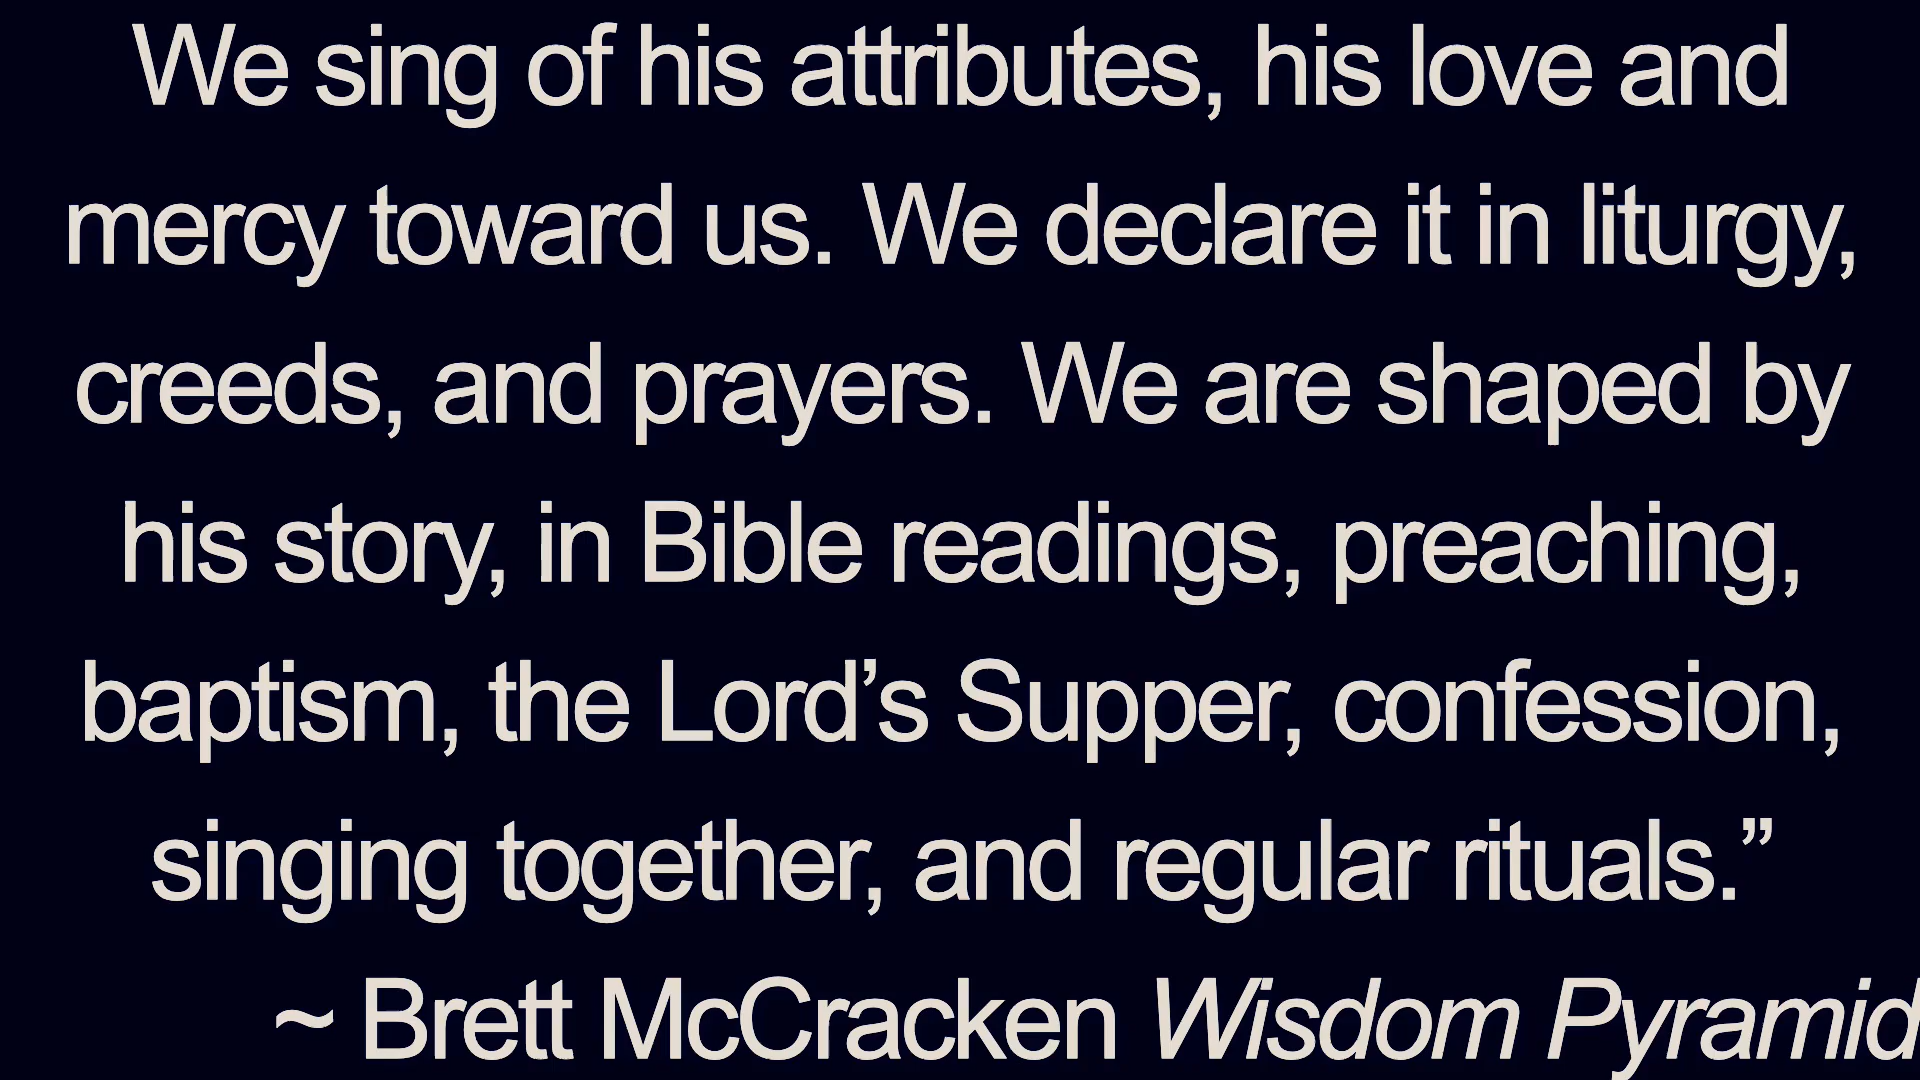 We sing of his attributes, his love and
mercy toward us. We declare it in liturgy,
creeds, and prayers. We are shaped by
his story, in Bible readings, preaching,
baptism, the Lord’s Supper, confession,
singing together, and regular rituals.”
~ Brett McCracken Wisdom Pyramid